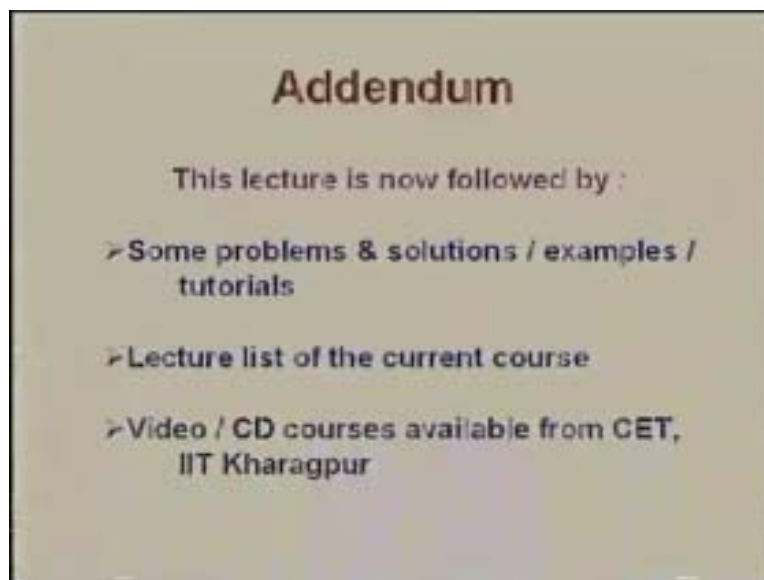 Addendum
This lecture is now followed by :
➢Some problems & solutions / examples /
tutorials
➢Lecture list of the current course
➢Video / CD courses available from CET,
IIT Kharagpur